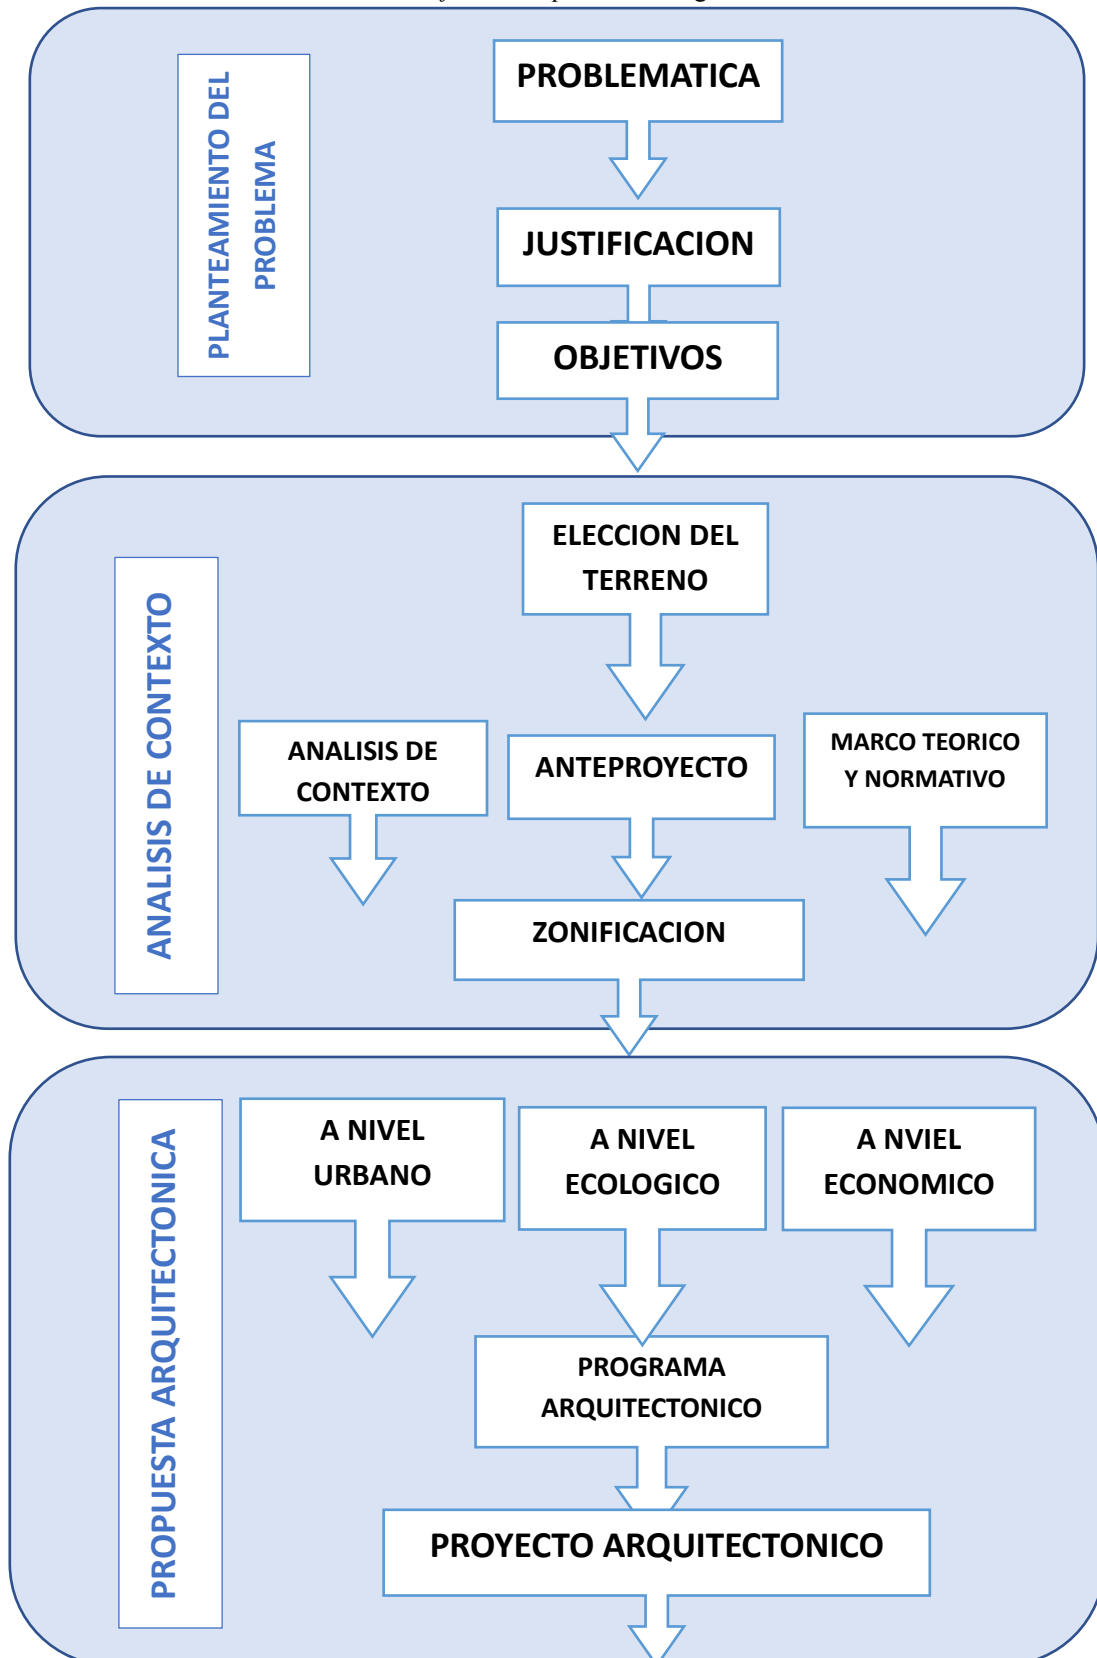 PLANTEAMIENTO DEL
PROBLEMA
PROBLEMATICA
JUSTIFICACION
OBJETIVOS
ANALISIS DE CONTEXTO
ELECCION DEL
TERRENO
ANALISIS DE
CONTEXTO
ANTEPROYECTO
MARCO TEORICO
Y NORMATIVO
ZONIFICACION
PROPUESTA ARQUITECTONICA
A NIVEL
URBANO
A NIVEL
ECOLOGICO
A NVIEL
ECONOMICO
PROGRAMA
ARQUITECTONICO
PROYECTO ARQUITECTONICO